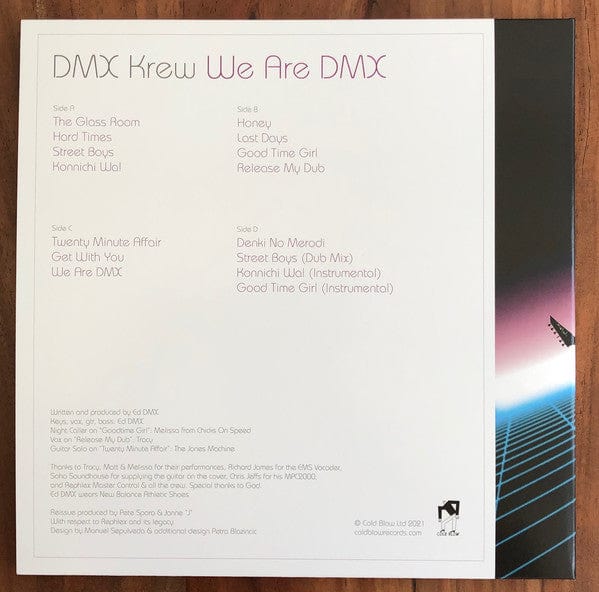 DMX Krew We Are DMX
Side A
The Glass Room
Hard Times
Street Boys
Konnichi Wa!
Side B
Honey
Last Days
Good Time Girl
Release My Dub
Side C
Twenty Minute Affair
Get With You
We Are DMX
Side D
Denki No Merodi
Street Boys (Dub Mix)
Konnichi Wa! (Instrumental)
Good Time Girl (Instrumental)
Written and produced by Ed DMX
Keys, vox, gtr, bass: Ed DMX
Night Caller on "Goodtime Girl": Melissa from Chicks On Speed
Vox on "Release My Dub": Tracy
Guitar Solo on "Twenty Minute Affair": The Jones Machine
Thanks to Tracy, Matt & Melissa for their performances, Richard James for the EMS Vocoder,
Soho Soundhouse for supplying the guitar on the cover, Chris Jeffs for his MPC2000,
and Rephlex Master Control & all the crew. Special thanks to God.
Ed DMX wears New Balance Athletic Shoes.
Reissue produced by Pete Sparo & Janne "J"
With respect to Rephlex and its legacy.
Design by Manuel Sepulveda & additional design Petra Blazincic
© Cold Blow Ltd 2021
coldblowrecords.com
COLD BLOW